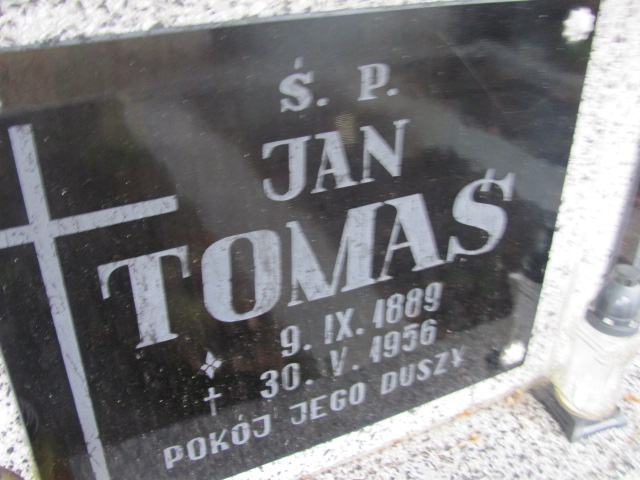 Ś. P.
JAN
TOMAŚ
9. IX. 1889
† 30. V. 1956
POKÓJ JEGO DUSZY